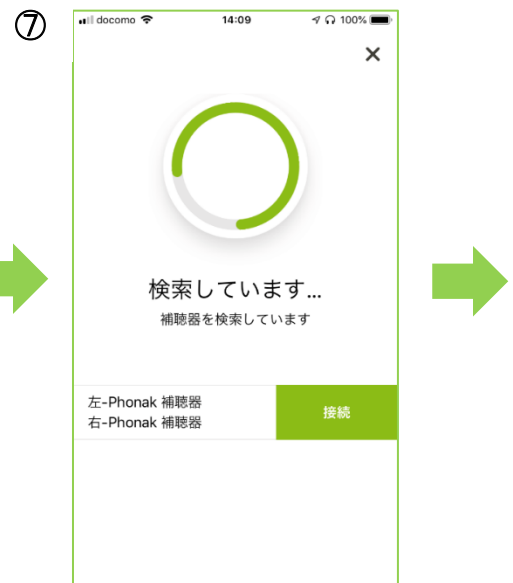 ⑦
docomo 14:09 100%
検索しています...
補聴器を検索しています
左-Phonak 補聴器
右-Phonak 補聴器
接続